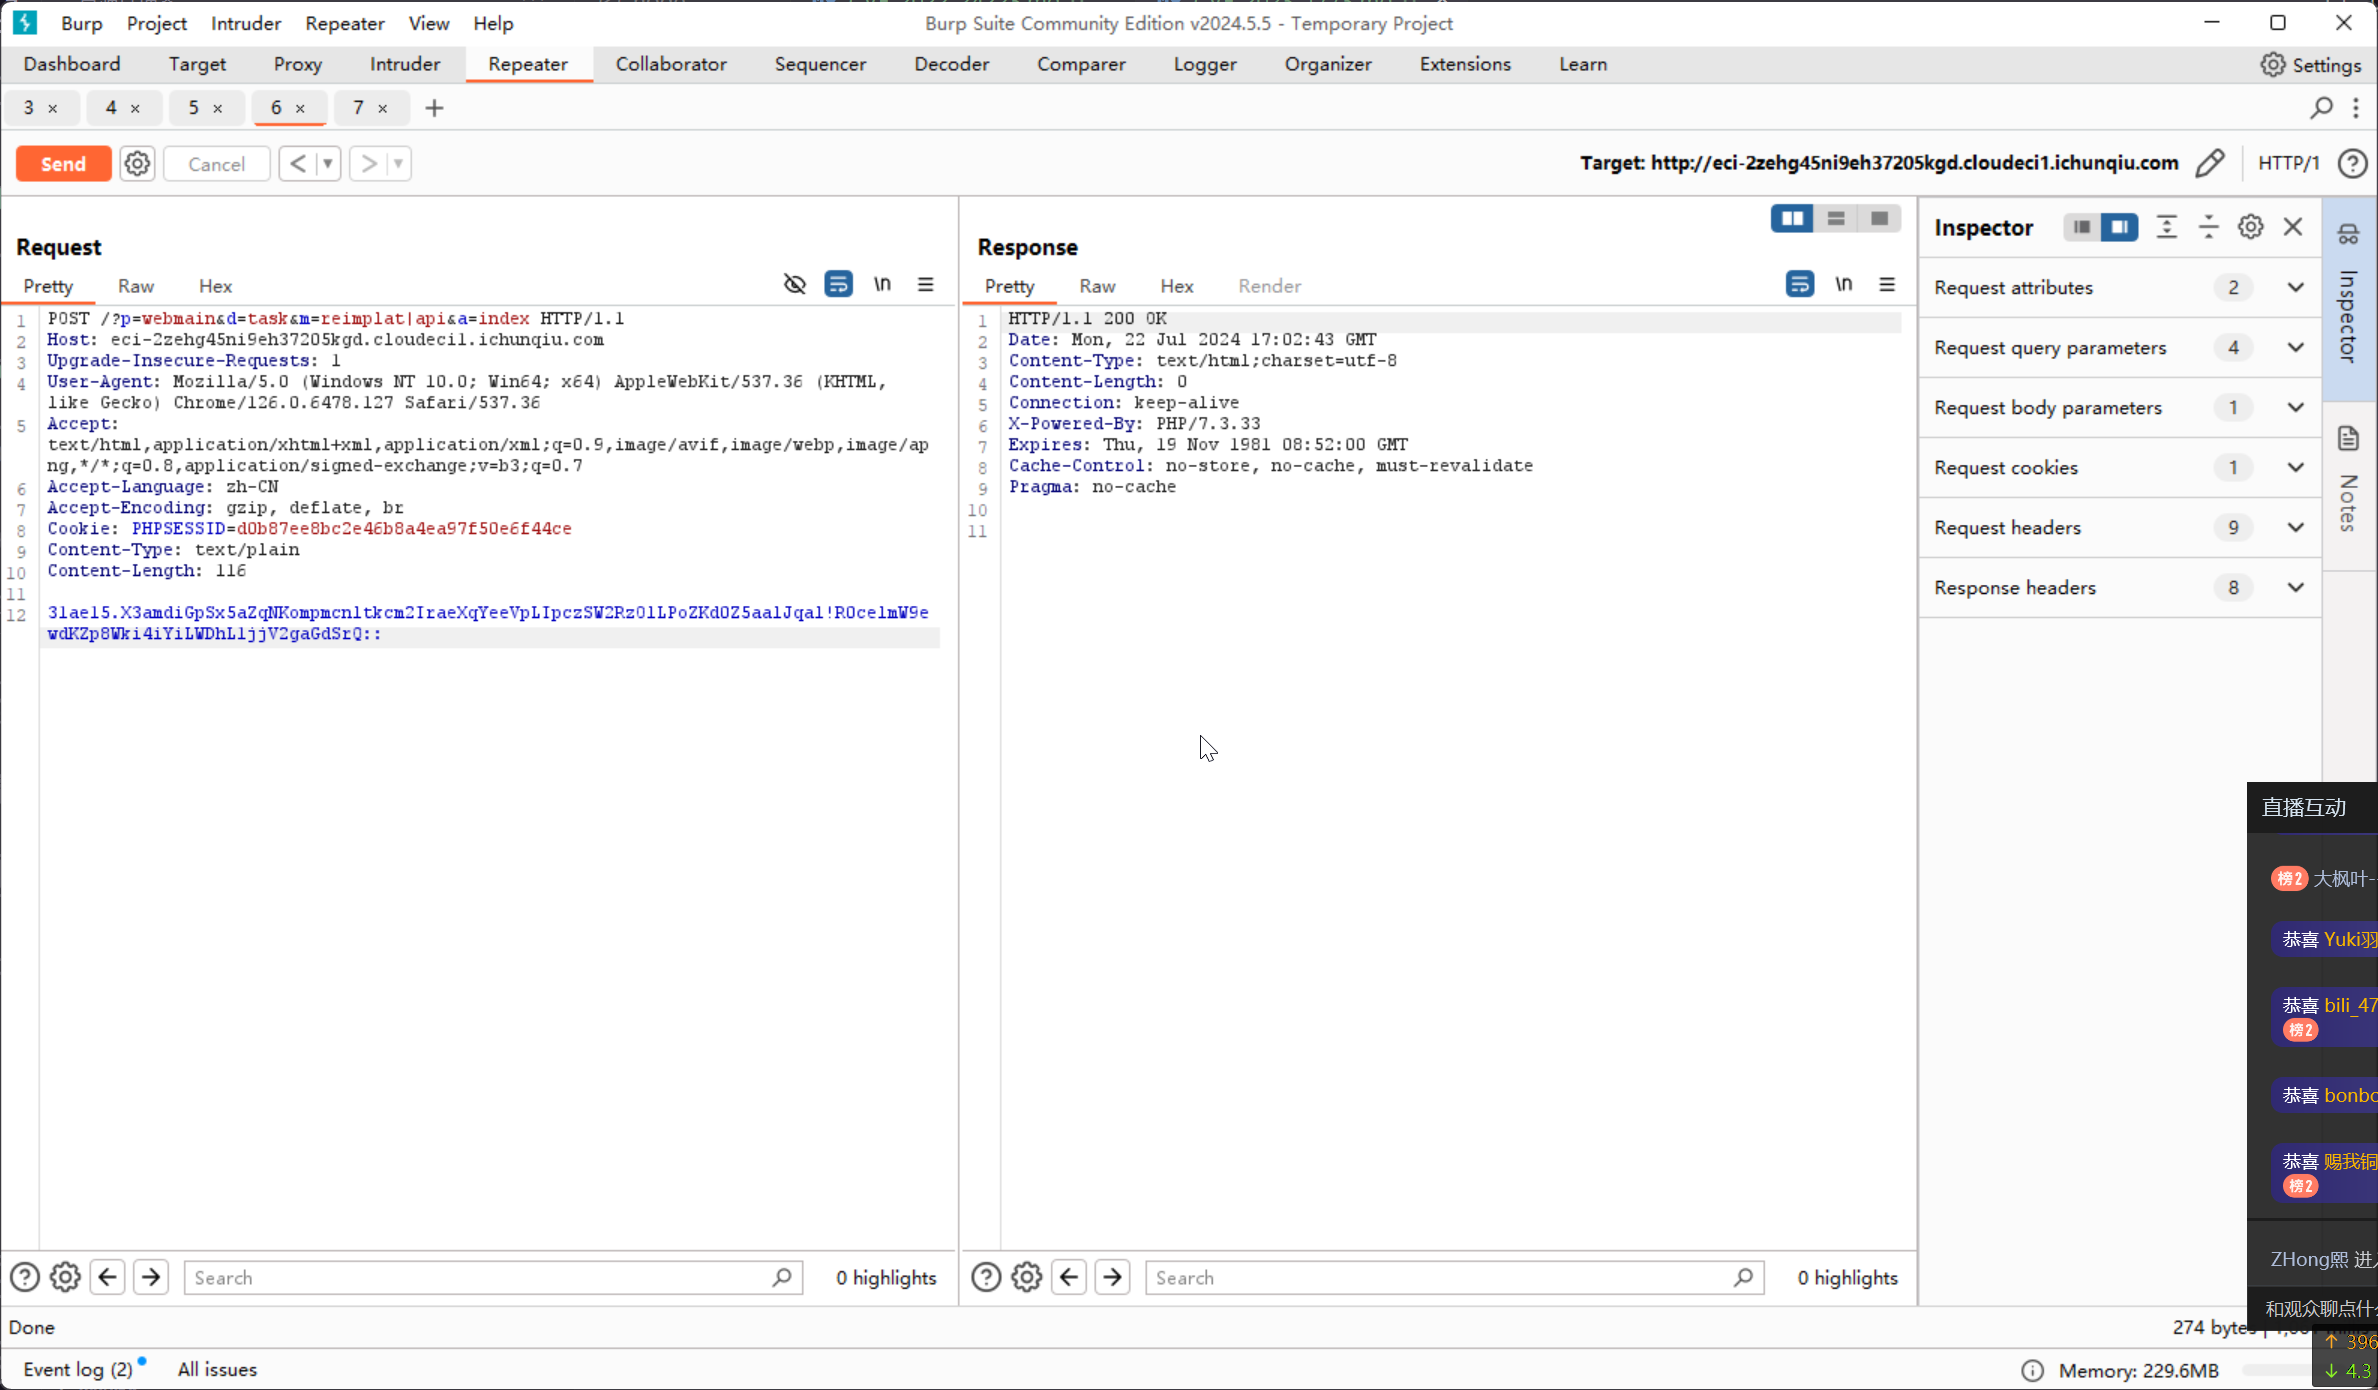 Burp Project Intruder Repeater View Help Burp Suite Community Edition v2024.5.5 - Temporary Project
Dashboard Target Proxy Intruder Repeater Collaborator Sequencer Decoder Comparer Logger Organizer Extensions Learn Settings
3 × 4 × 5 × 6 × 7 × +
Send Cancel < > Target: http://eci-2zehg45ni9eh37205kgd.cloudeci1.ichunqiu.com HTTP/1
Request
Pretty Raw Hex \n
1 POST /?p=webmain&d=task&m=reimplat|api&a=index HTTP/1.1
2 Host: eci-2zehg45ni9eh37205kgd.cloudeci1.ichunqiu.com
3 Upgrade-Insecure-Requests: 1
4 User-Agent: Mozilla/5.0 (Windows NT 10.0; Win64; x64) AppleWebKit/537.36 (KHTML,
like Gecko) Chrome/126.0.6478.127 Safari/537.36
5 Accept:
text/html,application/xhtml+xml,application/xml;q=0.9,image/avif,image/webp,image/ap
ng,*/*;q=0.8,application/signed-exchange;v=b3;q=0.7
6 Accept-Language: zh-CN
7 Accept-Encoding: gzip, deflate, br
8 Cookie: PHPSESSID=d0b87ee8bc2e46b8a4ea97f50e6f44ce
9 Content-Type: text/plain
10 Content-Length: 116
11
12 31ael5.X3amdiGpSx5aZqNKompmcnltkcm2IraeXqYeeVpLIpczSW2Rz01LPoZKd0Z5aalJqal!R0celmW9e
wdKZp8Wki4iYiLWDhLljjV2gaGdSrQ::
Response
Pretty Raw Hex Render \n
1 HTTP/1.1 200 OK
2 Date: Mon, 22 Jul 2024 17:02:43 GMT
3 Content-Type: text/html;charset=utf-8
4 Content-Length: 0
5 Connection: keep-alive
6 X-Powered-By: PHP/7.3.33
7 Expires: Thu, 19 Nov 1981 08:52:00 GMT
8 Cache-Control: no-store, no-cache, must-revalidate
9 Pragma: no-cache
10
11
Inspector
Request attributes 2
Request query parameters 4
Request body parameters 1
Request cookies 1
Request headers 9
Response headers 8
Inspector
Notes
直播互动
榜2 大枫叶-
恭喜 Yuki羽
恭喜 bili_47
榜2
恭喜 bonbo
恭喜 赐我铜
榜2
ZHong熙 进
和观众聊点什
Search 0 highlights
Search 0 highlights
Done
274 bytes
↑ 396
↓ 4.3
Event log (2) All issues
Memory: 229.6MB